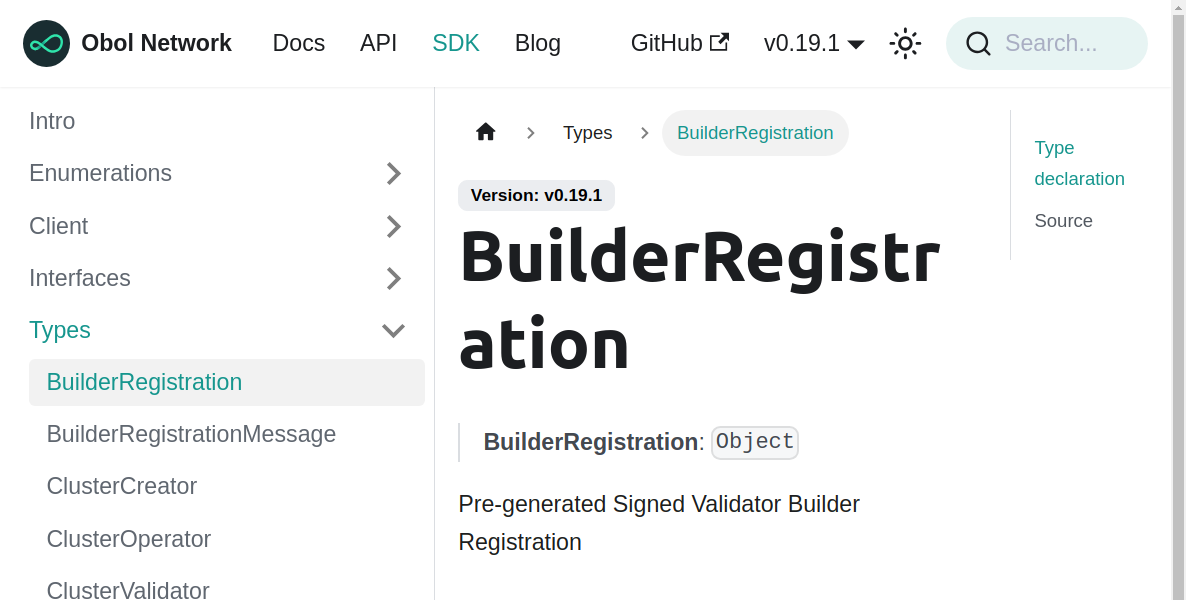 Obol Network Docs API SDK Blog GitHub v0.19.1 Search...
Intro
Enumerations
Client
Interfaces
Types
BuilderRegistration
BuilderRegistrationMessage
ClusterCreator
ClusterOperator
ClusterValidator
Types BuilderRegistration
Version: v0.19.1
BuilderRegistr
ation
BuilderRegistration: Object
Pre-generated Signed Validator Builder
Registration
Type
declaration
Source